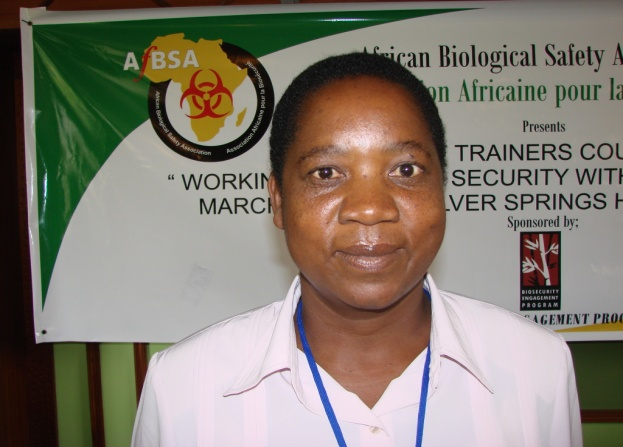 AfBSA
African Biological Safety Association
Association Africaine pour la Biosécurité
African Biological Safety A
on Africaine pour la
Presents
TRAINERS COU
“ WORKIN SECURITY WITH
MARCH LVER SPRINGS H
Sponsored by;
BIOSECURITY
ENGAGEMENT
PROGRAM
GAGEMENT PROG